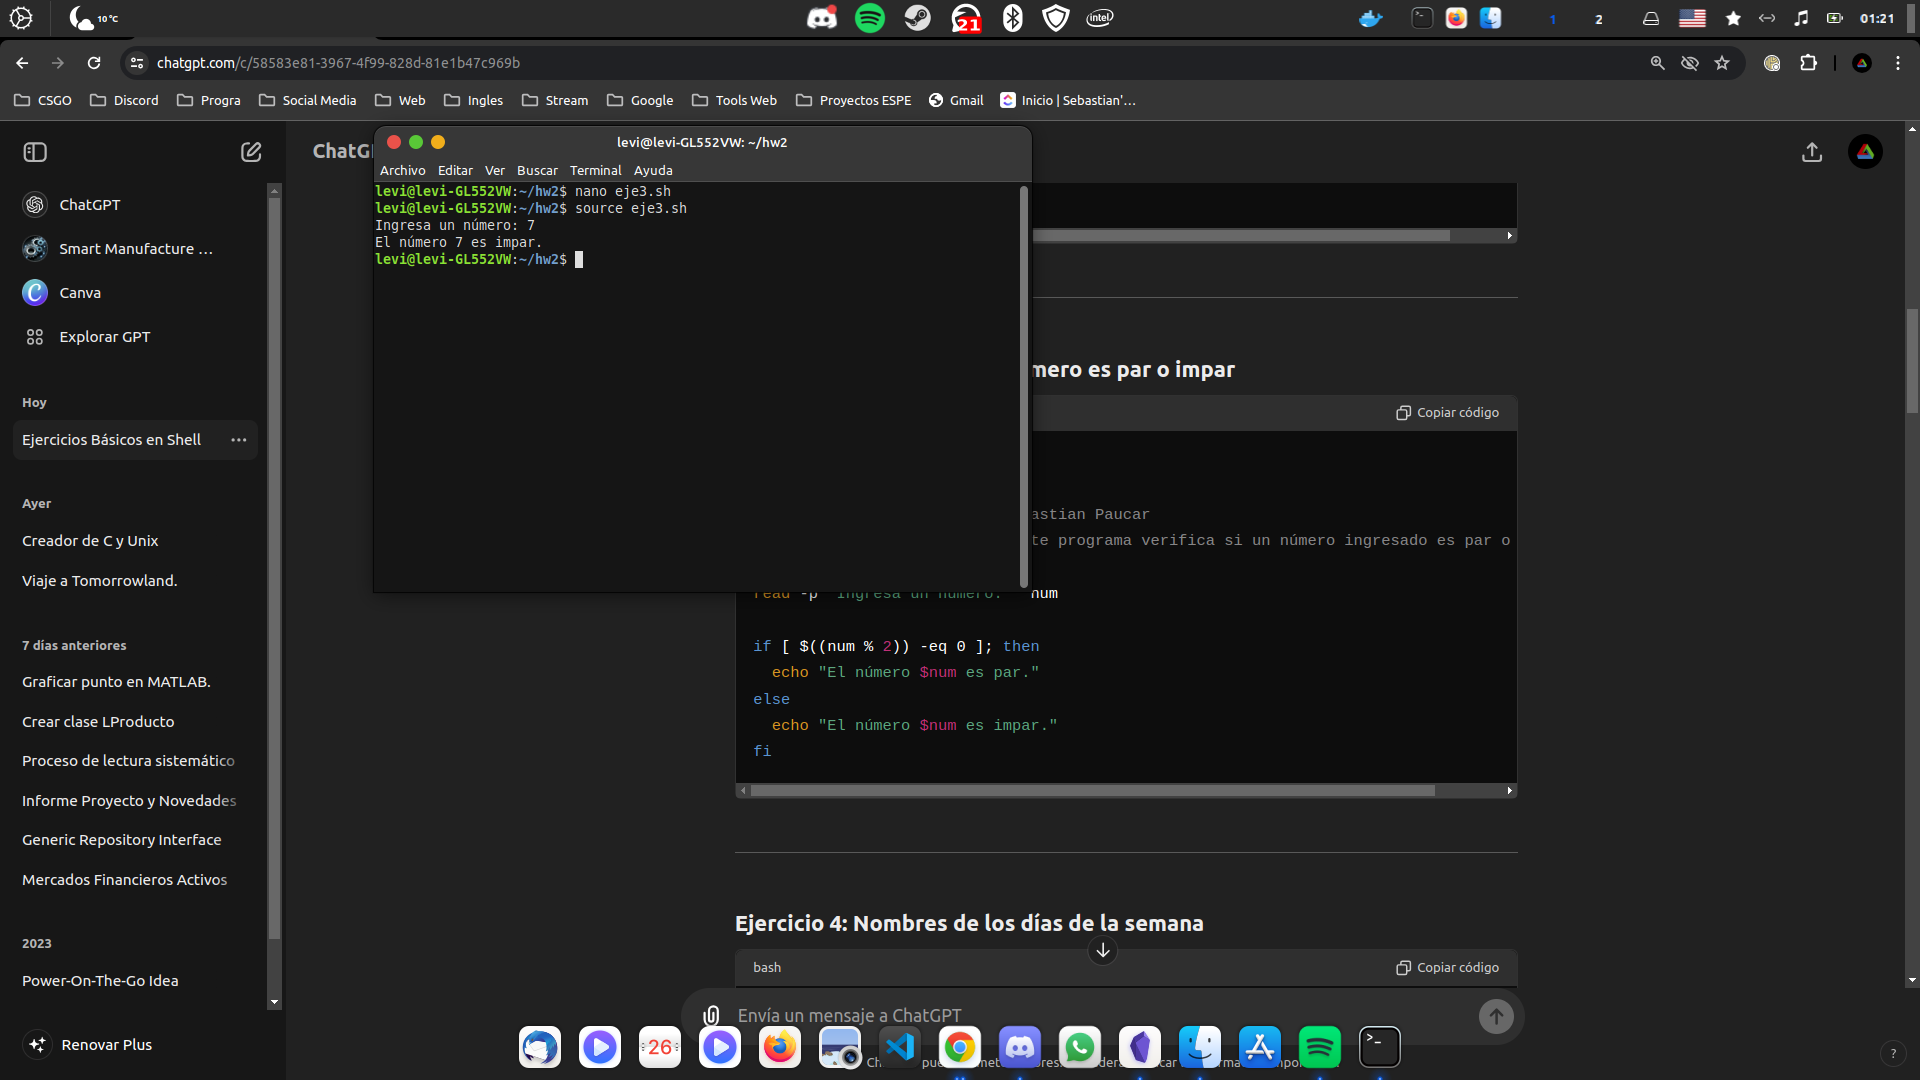 10°C
21
intel
1
2
01:21
chatgpt.com/c/58583e81-3967-4f99-828d-81e1b47c969b
CSGO
Discord
Progra
Social Media
Web
Ingles
Stream
Google
Tools Web
Proyectos ESPE
Gmail
Inicio | Sebastian'...
ChatGPT
Smart Manufacture ...
Canva
Explorar GPT
Hoy
Ejercicios Básicos en Shell
Ayer
Creador de C y Unix
Viaje a Tomorrowland.
7 días anteriores
Graficar punto en MATLAB.
Crear clase LProducto
Proceso de lectura sistemático
Informe Proyecto y Novedades
Generic Repository Interface
Mercados Financieros Activos
2023
Power-On-The-Go Idea
Renovar Plus
ChatG
levi@levi-GL552VW: ~/hw2
Archivo Editar Ver Buscar Terminal Ayuda
levi@levi-GL552VW:~/hw2$ nano eje3.sh
levi@levi-GL552VW:~/hw2$ source eje3.sh
Ingresa un número: 7
El número 7 es impar.
levi@levi-GL552VW:~/hw2$
mero es par o impar
Copiar código
astian Paucar
te programa verifica si un número ingresado es par o
read -p "Ingresa un número: " num
if [ $((num % 2)) -eq 0 ]; then
echo "El número $num es par."
else
echo "El número $num es impar."
fi
Ejercicio 4: Nombres de los días de la semana
bash
Copiar código
Envía un mensaje a ChatGPT
26
?